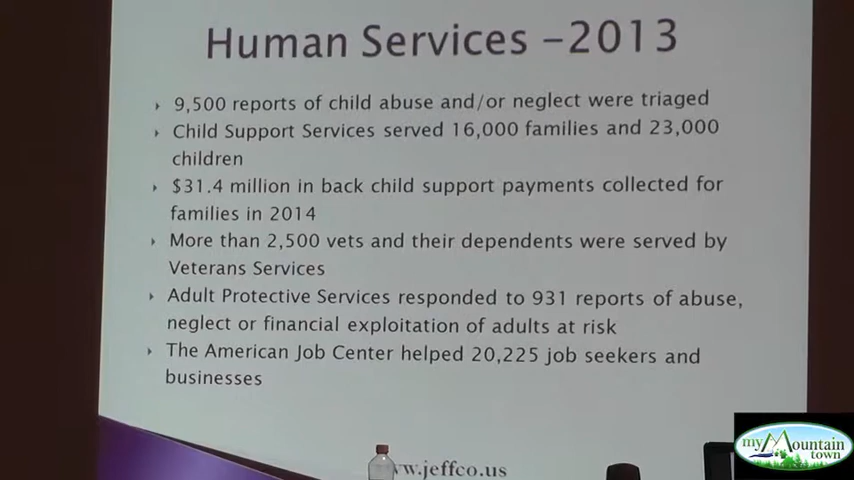 Human Services -2013
9,500 reports of child abuse and/or neglect were triaged
Child Support Services served 16,000 families and 23,000
children
$31.4 million in back child support payments collected for
families in 2014
More than 2,500 vets and their dependents were served by
Veterans Services
Adult Protective Services responded to 931 reports of abuse,
neglect or financial exploitation of adults at risk
The American Job Center helped 20,225 job seekers and
businesses
w.jeffco.us
my Mountain
town